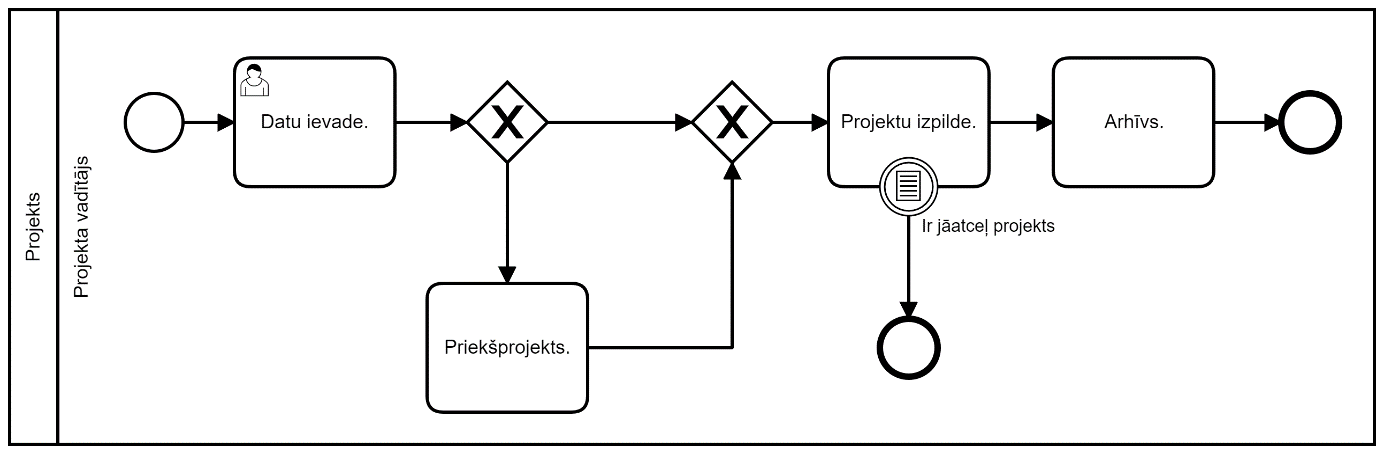 Projekts
Projekta vadītājs
Datu ievade.
Projektu izpilde.
Arhīvs.
Ir jāatceļ projekts
Priekšprojekts.